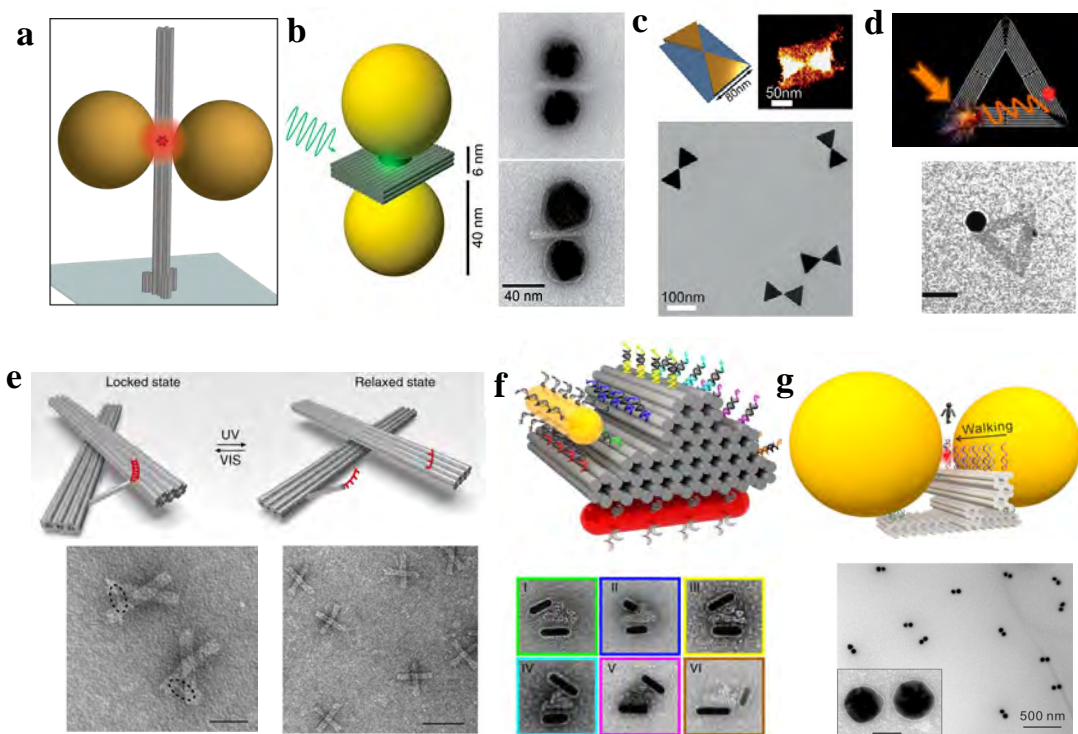 a
b
6 nm
40 nm
40 nm
c
80nm
50nm
100nm
d
e
Locked state
Relaxed state
UV
VIS
f
I
II
III
IV
V
VI
g
Walking
500 nm